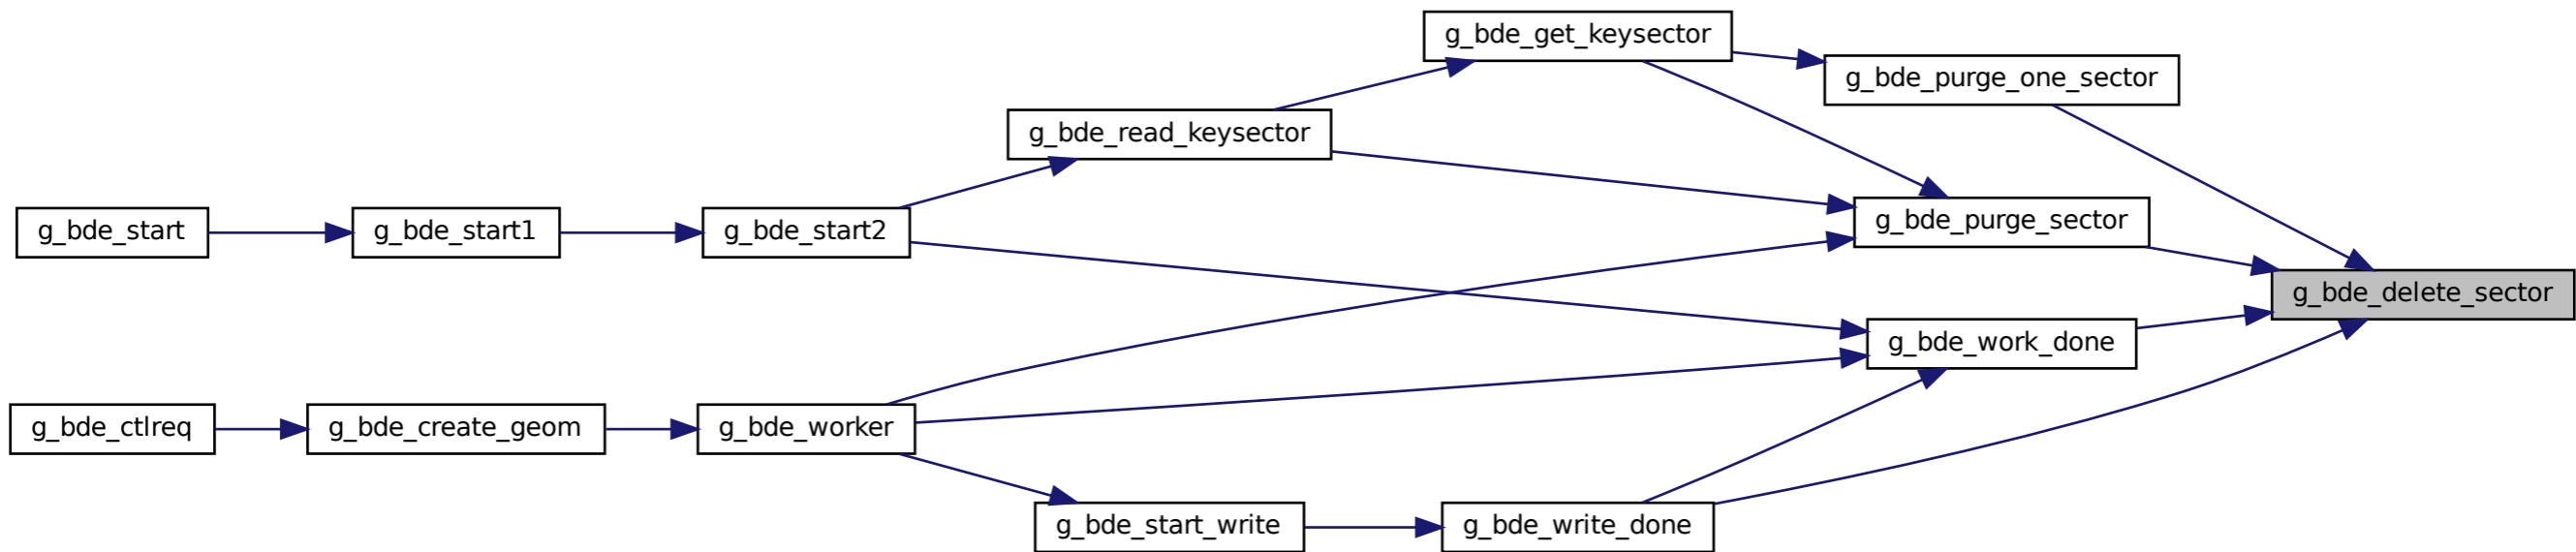 g_bde_get_keysector
g_bde_purge_one_sector
g_bde_read_keysector
g_bde_purge_sector
g_bde_start
g_bde_start1
g_bde_start2
g_bde_delete_sector
g_bde_work_done
g_bde_ctlreq
g_bde_create_geom
g_bde_worker
g_bde_start_write
g_bde_write_done